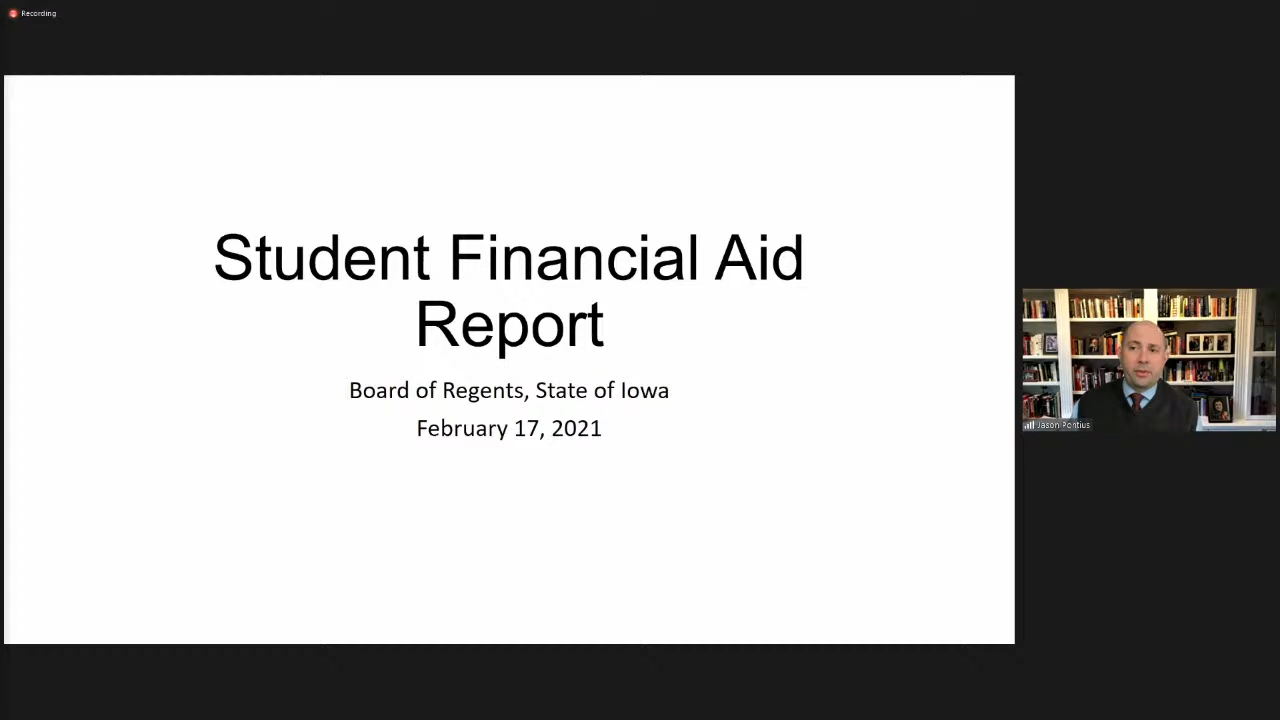 Recording
Student Financial Aid
Report
Board of Regents, State of Iowa
February 17, 2021
Jason Pontius